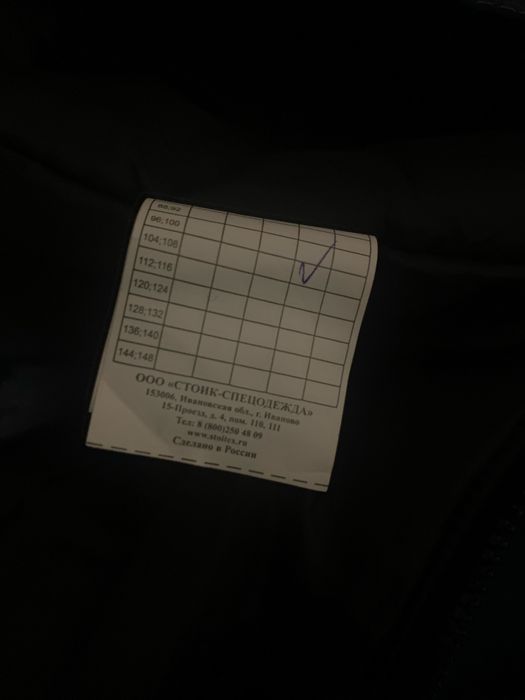 88;92
96;100
104;108
112;116
120;124
128;132
136;140
144;148
ООО «СТОИК-СПЕЦОДЕЖДА»
153006, Ивановская обл., г. Иваново
15-Проезд, д. 4, пом. 110, 111
Тел: 8 (800)250 48 09
www.stoitex.ru
Сделано в России